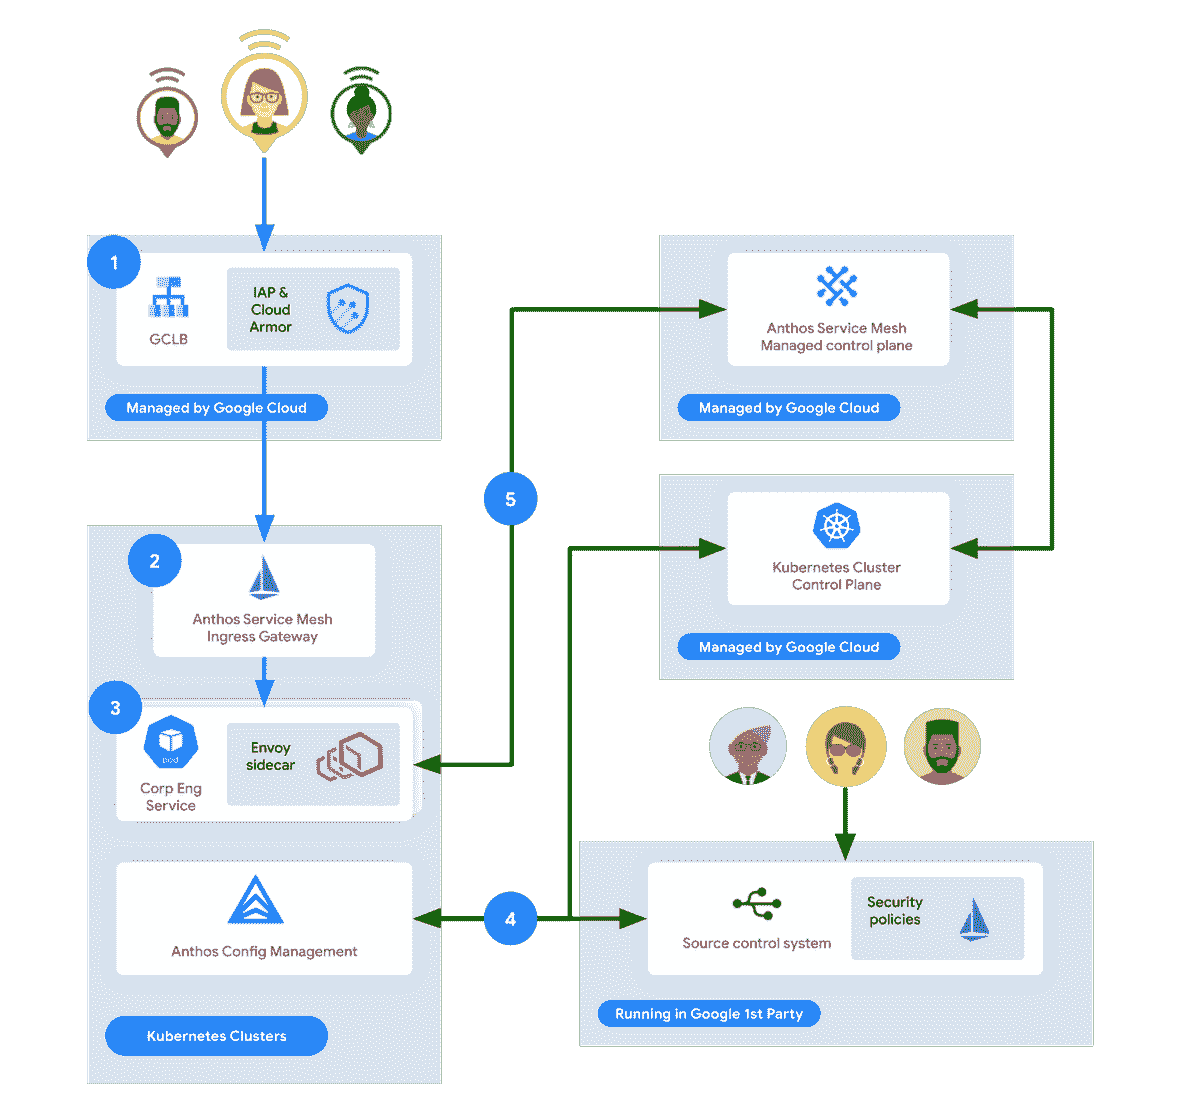 1
GCLB
IAP &
Cloud
Armor
Managed by Google Cloud
Anthos Service Mesh
Managed control plane
Managed by Google Cloud
5
Kubernetes Cluster
Control Plane
Managed by Google Cloud
2
Anthos Service Mesh
Ingress Gateway
3
pod
Corp Eng
Service
Envoy
sidecar
Anthos Config Management
Kubernetes Clusters
4
Source control system
Security
policies
Running in Google 1st Party